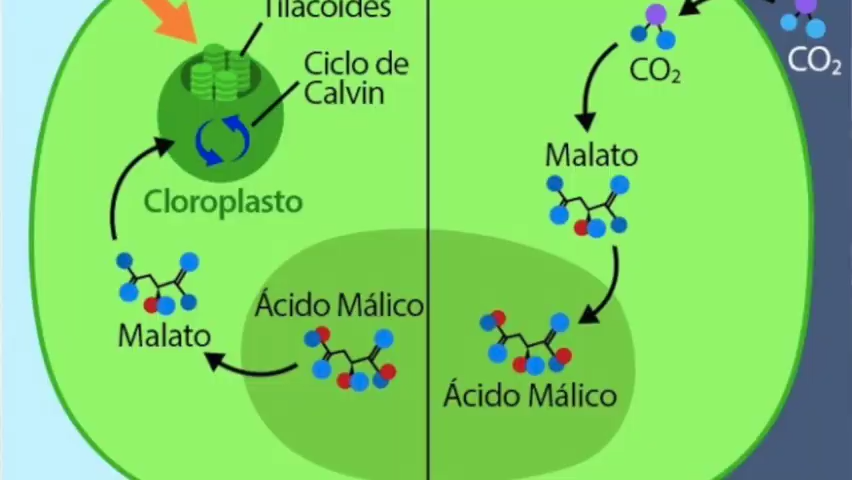 Tilacoides
Ciclo de
Calvin
Cloroplasto
Malato
Ácido Málico
CO₂
CO₂
Malato
Ácido Málico